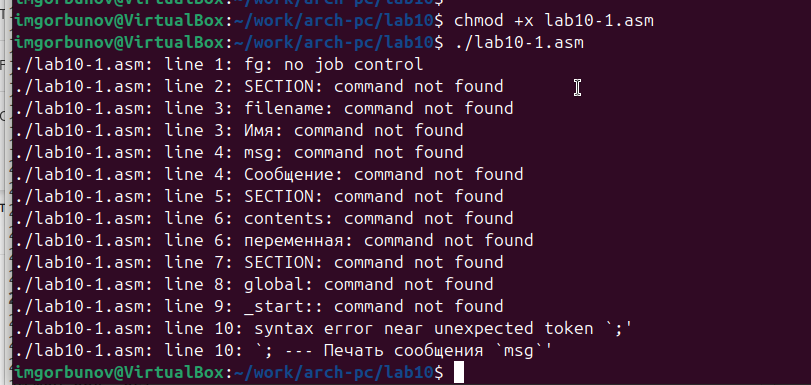 imgorbunov@VirtualBox:~/work/arch-pc/lab10$ chmod +x lab10-1.asm
imgorbunov@VirtualBox:~/work/arch-pc/lab10$ ./lab10-1.asm
./lab10-1.asm: line 1: fg: no job control
./lab10-1.asm: line 2: SECTION: command not found
./lab10-1.asm: line 3: filename: command not found
./lab10-1.asm: line 3: Имя: command not found
./lab10-1.asm: line 4: msg: command not found
./lab10-1.asm: line 4: Сообщение: command not found
./lab10-1.asm: line 5: SECTION: command not found
./lab10-1.asm: line 6: contents: command not found
./lab10-1.asm: line 6: переменная: command not found
./lab10-1.asm: line 7: SECTION: command not found
./lab10-1.asm: line 8: global: command not found
./lab10-1.asm: line 9: _start:: command not found
./lab10-1.asm: line 10: syntax error near unexpected token `;'
./lab10-1.asm: line 10: `; --- Печать сообщения `msg`'
imgorbunov@VirtualBox:~/work/arch-pc/lab10$